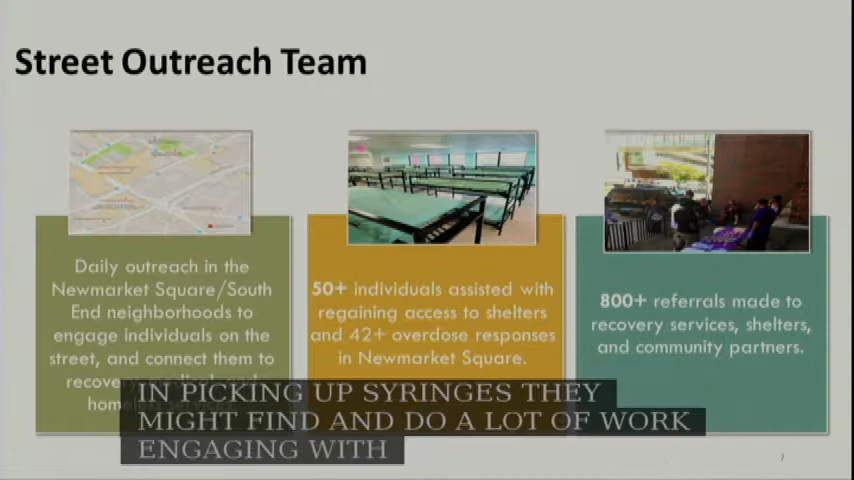 Street Outreach Team
Daily outreach in the
Newmarket Square/South
End neighborhoods to
engage individuals on the
street, and connect them to
50+ individuals assisted with
regaining access to shelters
and 42+ overdose responses
in Newmarket Square.
800+ referrals made to
recovery services, shelters,
and community partners.
IN PICKING UP SYRINGES THEY
MIGHT FIND AND DO A LOT OF WORK
ENGAGING WITH